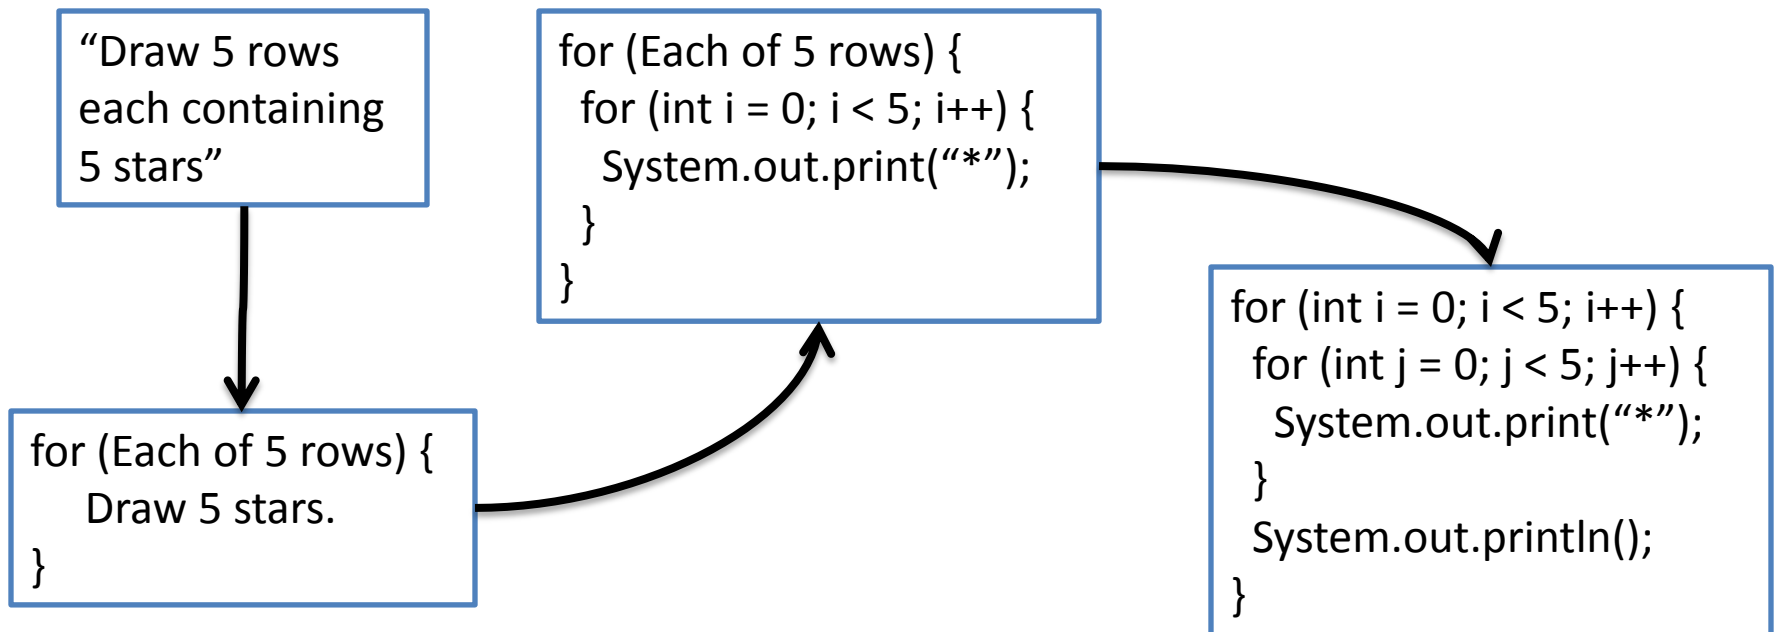 “Draw 5 rows
each containing
5 stars”
for (Each of 5 rows) {
Draw 5 stars.
}
for (Each of 5 rows) {
for (int i = 0; i < 5; i++) {
System.out.print(“*”);
}
}
for (int i = 0; i < 5; i++) {
for (int j = 0; j < 5; j++) {
System.out.print(“*”);
}
System.out.println();
}